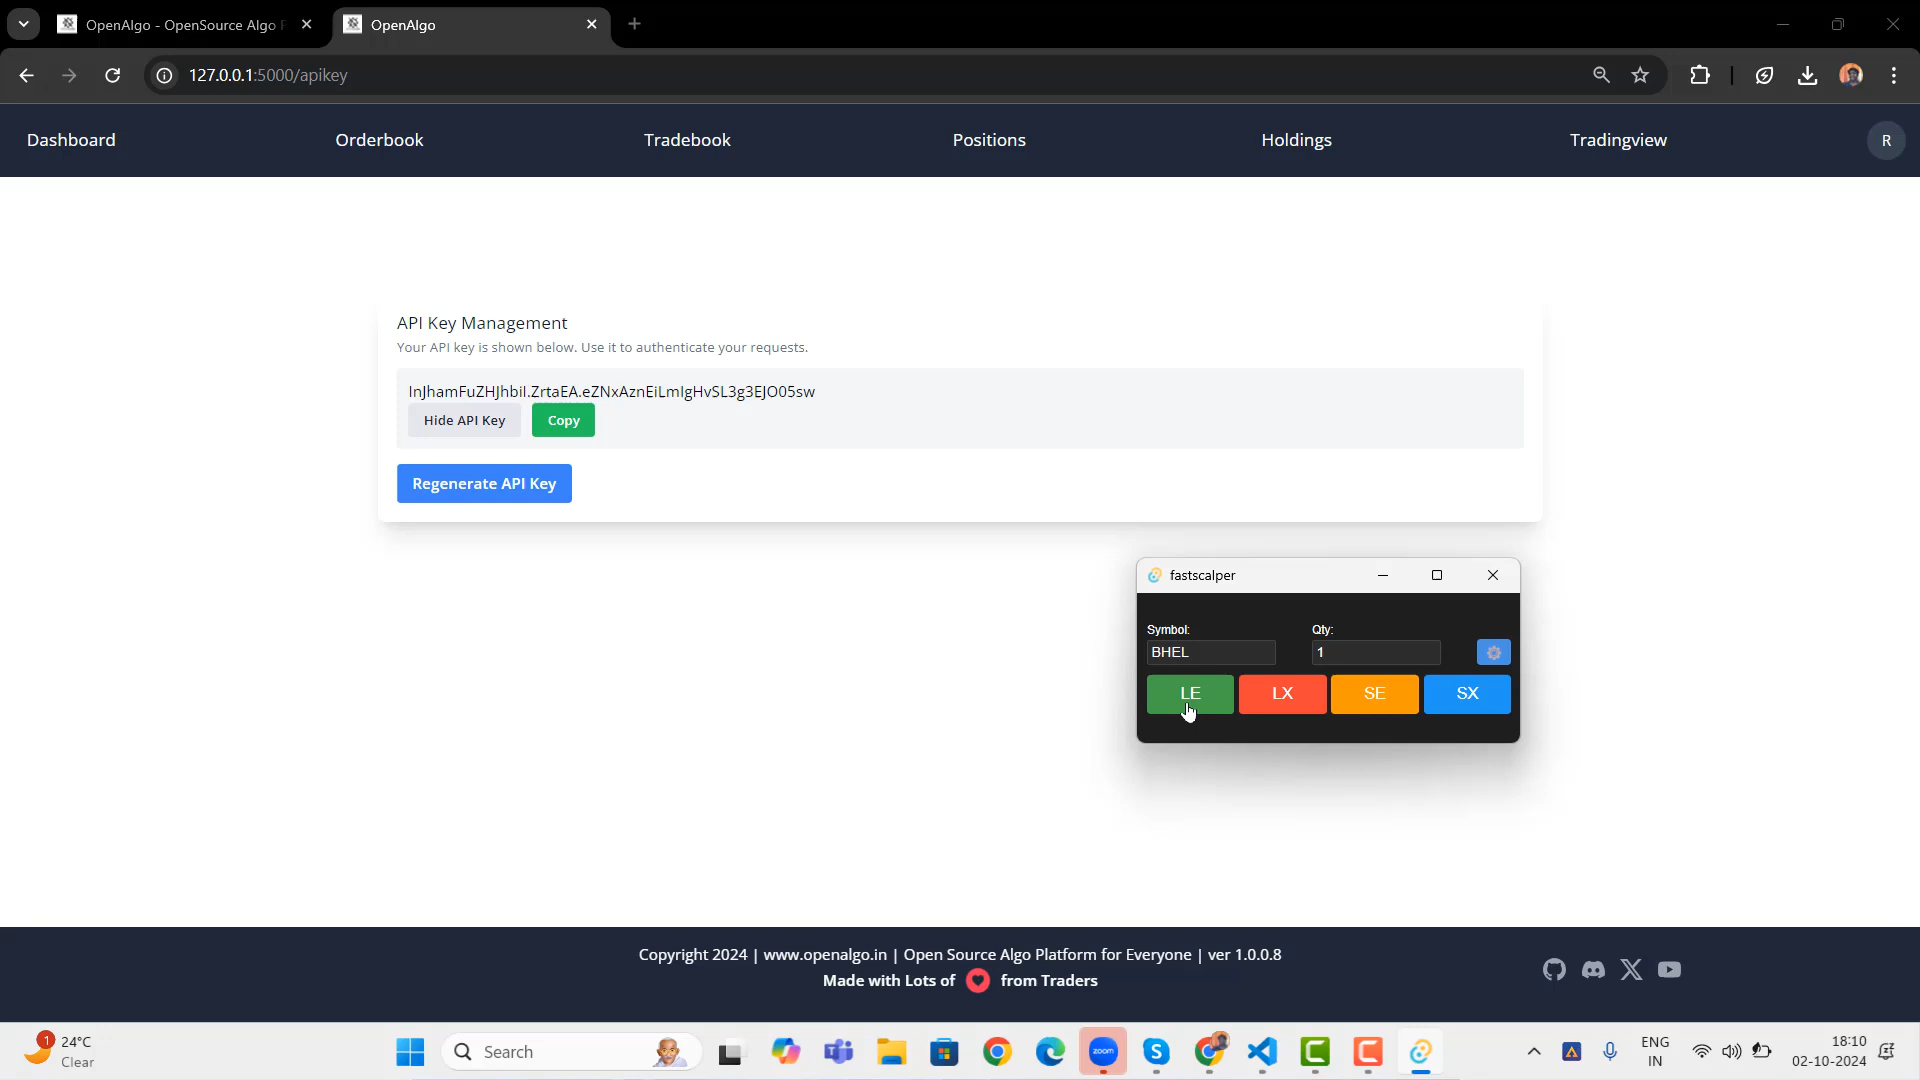 OpenAlgo - OpenSource Algo
OpenAlgo
127.0.0.1:5000/apikey
Dashboard
Orderbook
Tradebook
Positions
Holdings
Tradingview
R
API Key Management
Your API key is shown below. Use it to authenticate your requests.
InJhamFuZHJhbiI.ZrtaEA.eZNxAznEiLmIgHvSL3g3EJO05sw
Hide API Key
Copy
Regenerate API Key
fastscalper
Symbol:
Qty:
BHEL
1
LE
LX
SE
SX
Copyright 2024 | www.openalgo.in | Open Source Algo Platform for Everyone | ver 1.0.0.8
Made with Lots of
from Traders
1
24°C
Clear
Search
zoom
ENG
IN
18:10
02-10-2024